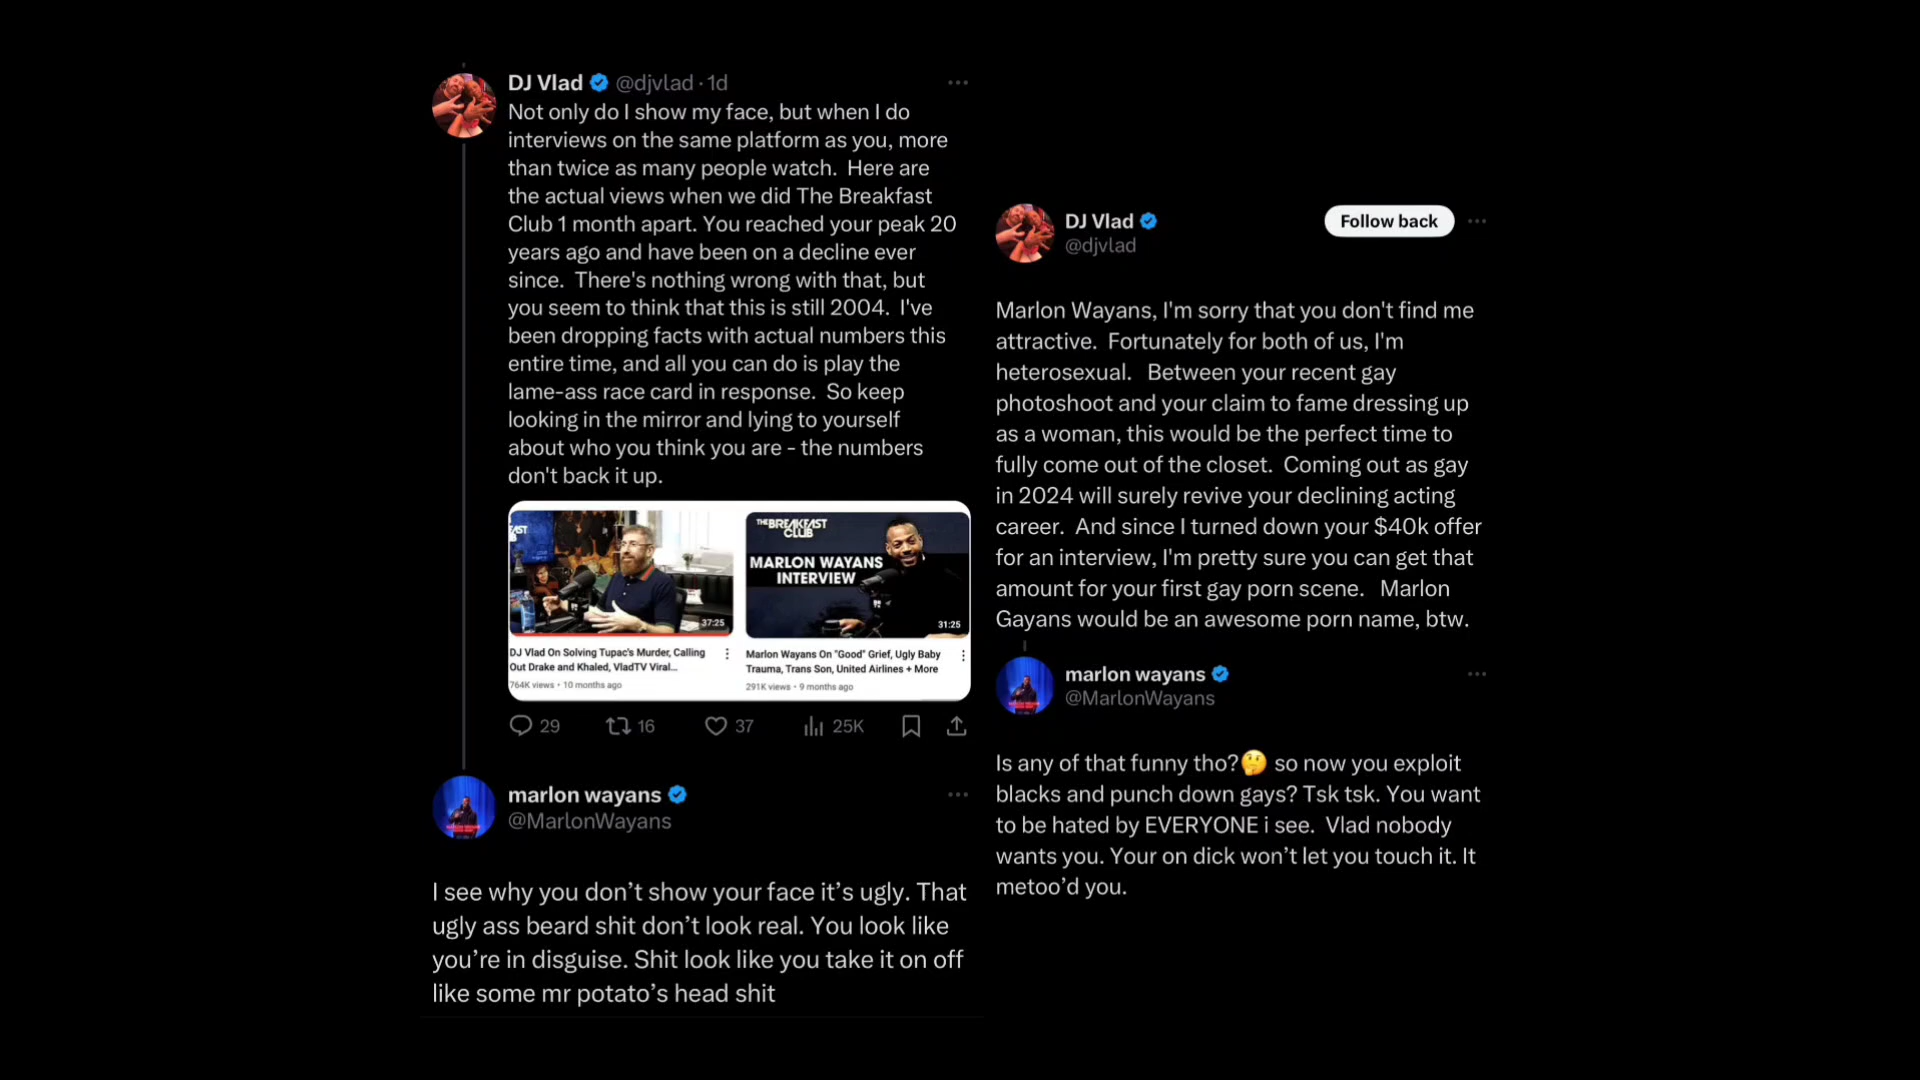 DJ Vlad @djvlad · 1d
Not only do I show my face, but when I do
interviews on the same platform as you, more
than twice as many people watch.  Here are
the actual views when we did The Breakfast
Club 1 month apart. You reached your peak 20
years ago and have been on a decline ever
since.  There's nothing wrong with that, but
you seem to think that this is still 2004.  I've
been dropping facts with actual numbers this
entire time, and all you can do is play the
lame-ass race card in response.  So keep
looking in the mirror and lying to yourself
about who you think you are - the numbers
don't back it up.
AST
37:25
DJ Vlad On Solving Tupac's Murder, Calling
Out Drake and Khaled, VladTV Viral...
764K views • 10 months ago
THE BREAKFAST
CLUB
MARLON WAYANS
INTERVIEW
31:25
Marlon Wayans On "Good" Grief, Ugly Baby
Trauma, Trans Son, United Airlines + More
291K views • 9 months ago
29 16 37 25K
marlon wayans
@MarlonWayans
I see why you don’t show your face it’s ugly. That
ugly ass beard shit don’t look real. You look like
you’re in disguise. Shit look like you take it on off
like some mr potato’s head shit
DJ Vlad
@djvlad
Follow back
Marlon Wayans, I'm sorry that you don't find me
attractive.  Fortunately for both of us, I'm
heterosexual.   Between your recent gay
photoshoot and your claim to fame dressing up
as a woman, this would be the perfect time to
fully come out of the closet.  Coming out as gay
in 2024 will surely revive your declining acting
career.  And since I turned down your $40k offer
for an interview, I'm pretty sure you can get that
amount for your first gay porn scene.   Marlon
Gayans would be an awesome porn name, btw.
marlon wayans
@MarlonWayans
Is any of that funny tho?🤔 so now you exploit
blacks and punch down gays? Tsk tsk. You want
to be hated by EVERYONE i see.  Vlad nobody
wants you. Your on dick won’t let you touch it. It
metoo’d you.